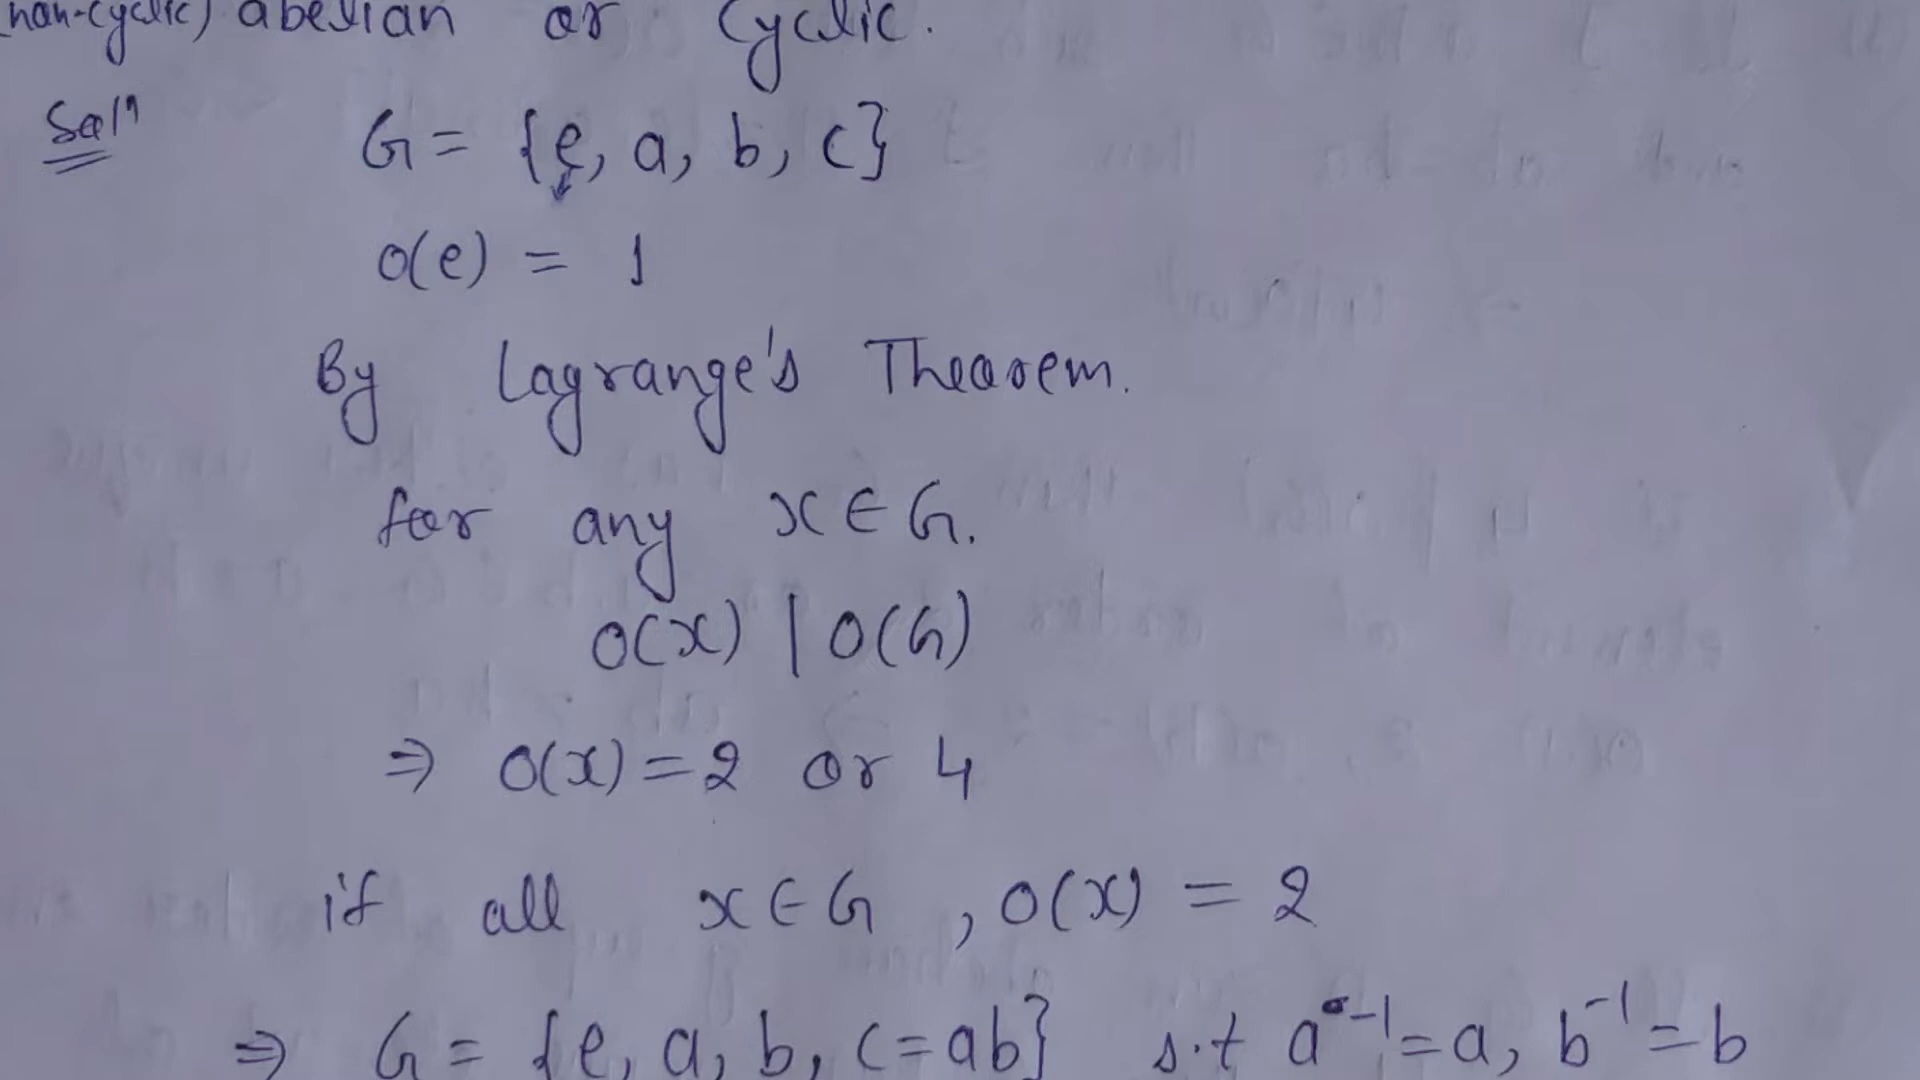 (non-cyclic) abelian or cyclic.
Solⁿ G = {e, a, b, c}
o(e) = 1
By Lagrange's Theorem.
for any x ∈ G.
o(x) | o(G)
⇒ o(x) = 2 or 4
if all x ∈ G, o(x) = 2
⇒ G = {e, a, b, c=ab} s.t a⁻¹=a, b⁻¹=b